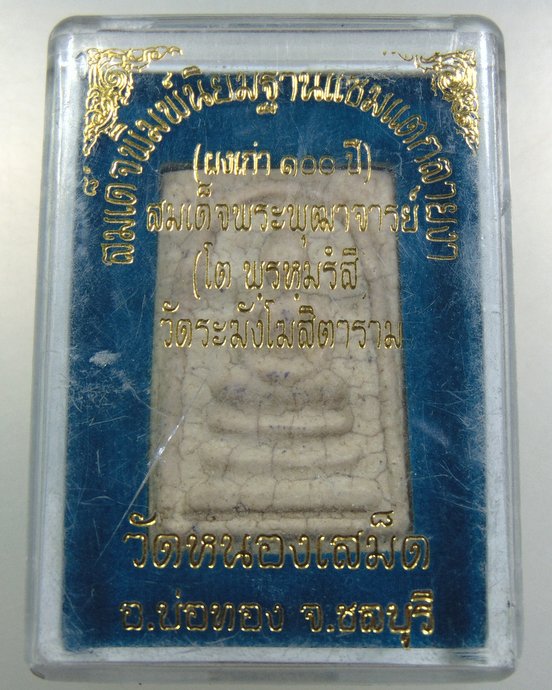 สมเด็จพิมพ์นิยมฐานแซมแตกลายงา
(ผงเก่า ๑๐๐ ปี)
สมเด็จพระพุฒาจารย์
(โต พฺรหฺมรํสี)
วัดระฆังโฆสิตาราม
วัดหนองเสม็ด
อ.บ่อทอง จ.ชลบุรี